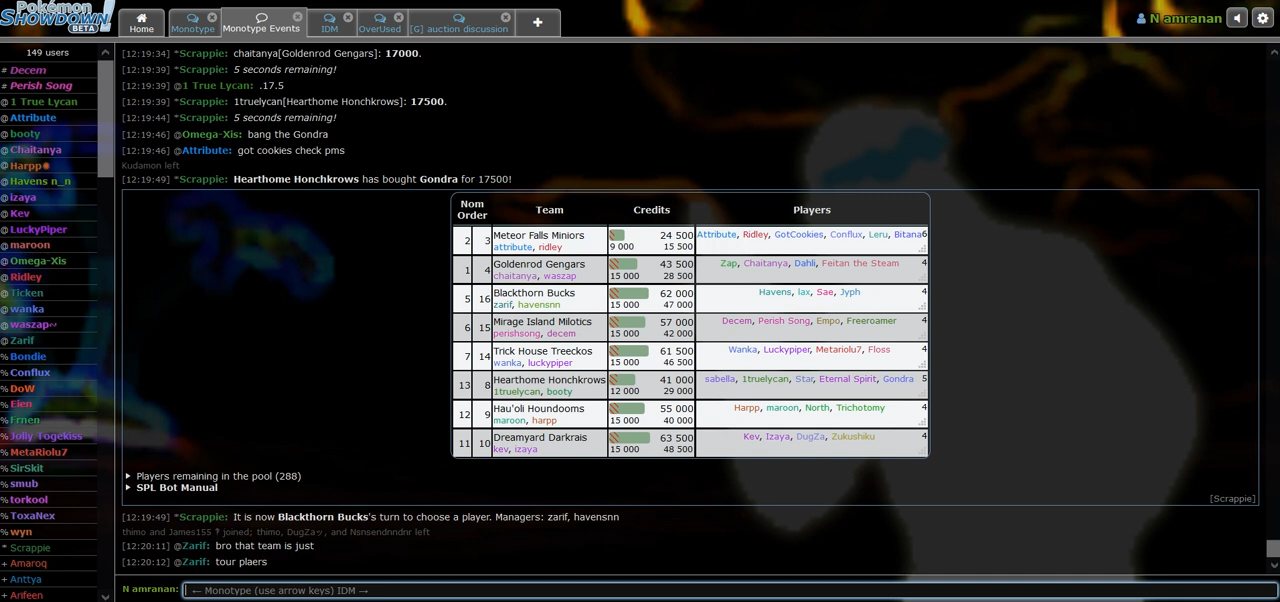 Pokémon
SHOWDOWN!
BETA
Home
Monotype
Monotype Events
IDM
OverUsed
[G] auction discussion
N amranan
149 users
# Decem
# Perish Song
@ 1 True Lycan
@ Attribute
@ booty
@ Chaitanya
@ Harpp✹
@ Havens n_n
@ izaya
@ Kev
@ LuckyPiper
@ maroon
@ Omega-Xis
@ Ridley
@ Ticken
@ wanka
@ waszap~
@ Zarif
% Bondie
% Conflux
% DoW
% Elen
% Frnen
% Jolly Togekiss
% MetaRiolu7
% SirSkit
% smub
% torkool
% ToxaNex
% wyn
* Scrappie
+ Amaroq
+ Anttya
+ Arifeen
[12:19:34] *Scrappie: chaitanya[Goldenrod Gengars]: 17000.
[12:19:39] *Scrappie: 5 seconds remaining!
[12:19:39] @1 True Lycan: .17.5
[12:19:39] *Scrappie: 1truelycan[Hearthome Honchkrows]: 17500.
[12:19:44] *Scrappie: 5 seconds remaining!
[12:19:46] @Omega-Xis: bang the Gondra
[12:19:46] @Attribute: got cookies check pms
Kudamon left
[12:19:49] *Scrappie: Hearthome Honchkrows has bought Gondra for 17500!
Nom Order Team Credits Players
2 3 Meteor Falls Miniors 24 500 Attribute, Ridley, GotCookies, Conflux, Leru, Bitana 6
attribute, ridley 9 000 15 500
1 4 Goldenrod Gengars 43 500 Zap, Chaitanya, Dahli, Feitan the Steam 4
chaitanya, waszap 15 000 28 500
5 16 Blackthorn Bucks 62 000 Havens, lax, Sae, Jyph 4
zarif, havensnn 15 000 47 000
6 15 Mirage Island Milotics 57 000 Decem, Perish Song, Empo, Freeroamer 4
perishsong, decem 15 000 42 000
7 14 Trick House Treeckos 61 500 Wanka, Luckypiper, Metariolu7, Floss 4
wanka, luckypiper 15 000 46 500
13 8 Hearthome Honchkrows 41 000 sabella, 1truelycan, Star, Eternal Spirit, Gondra 5
1truelycan, booty 12 000 29 000
12 9 Hau'oli Houndooms 55 000 Harpp, maroon, North, Trichotomy 4
maroon, harpp 15 000 40 000
11 10 Dreamyard Darkrais 63 500 Kev, Izaya, DugZa, Zukushiku 4
kev, izaya 15 000 48 500
Players remaining in the pool (288)
SPL Bot Manual
[Scrappie]
[12:19:49] *Scrappie: It is now Blackthorn Bucks's turn to choose a player. Managers: zarif, havensnn
thimo and James155 ? joined; thimo, DugZaッ, and Nsnsendnndnr left
[12:20:11] @Zarif: bro that team is just
[12:20:12] @Zarif: tour plaers
N amranan: ← Monotype (use arrow keys) IDM →